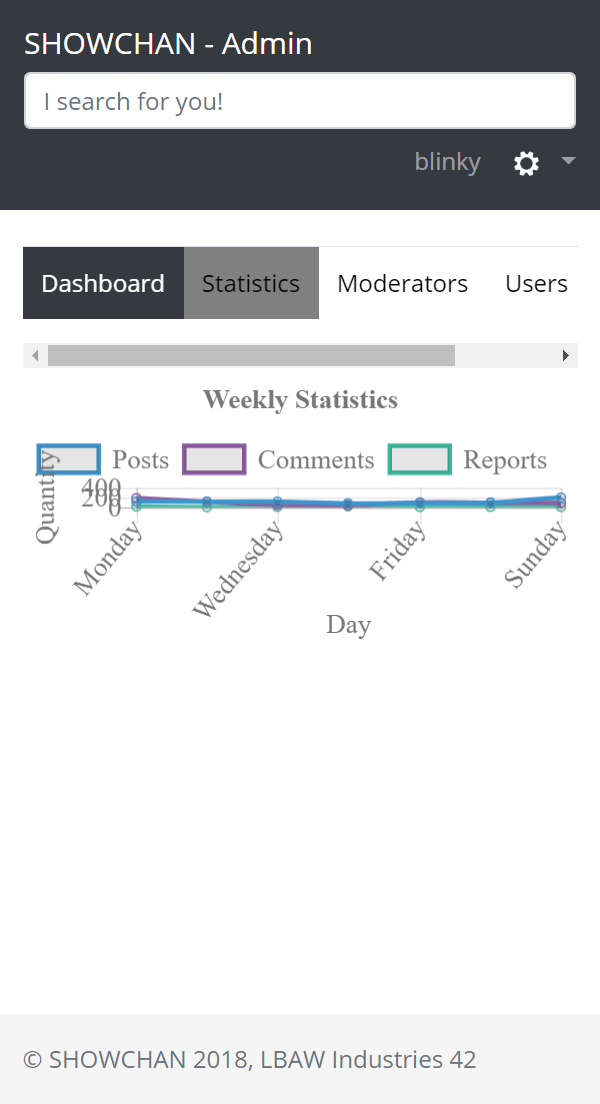 SHOWCHAN - Admin
I search for you!
blinky
Dashboard Statistics Moderators Users
Weekly Statistics
Posts Comments Reports
Quantity
400
200
0
Monday Wednesday Friday Sunday
Day
© SHOWCHAN 2018, LBAW Industries 42